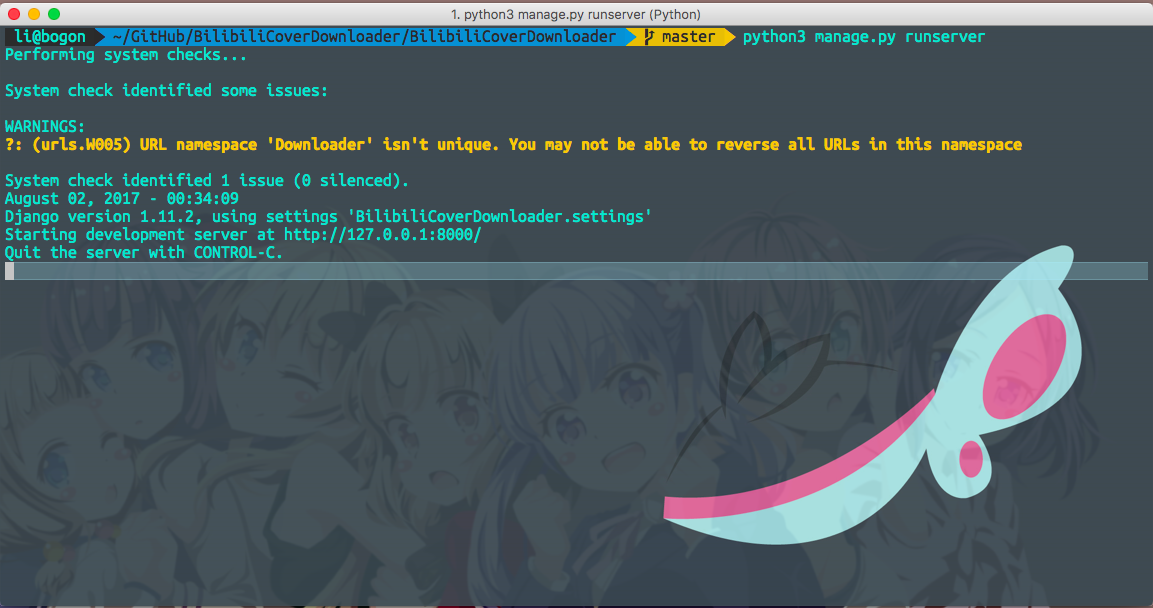 1. python3 manage.py runserver (Python)
li@bogon ~/GitHub/BilibiliCoverDownloader/BilibiliCoverDownloader master python3 manage.py runserver
Performing system checks...
System check identified some issues:
WARNINGS:
?: (urls.W005) URL namespace 'Downloader' isn't unique. You may not be able to reverse all URLs in this namespace
System check identified 1 issue (0 silenced).
August 02, 2017 - 00:34:09
Django version 1.11.2, using settings 'BilibiliCoverDownloader.settings'
Starting development server at http://127.0.0.1:8000/
Quit the server with CONTROL-C.